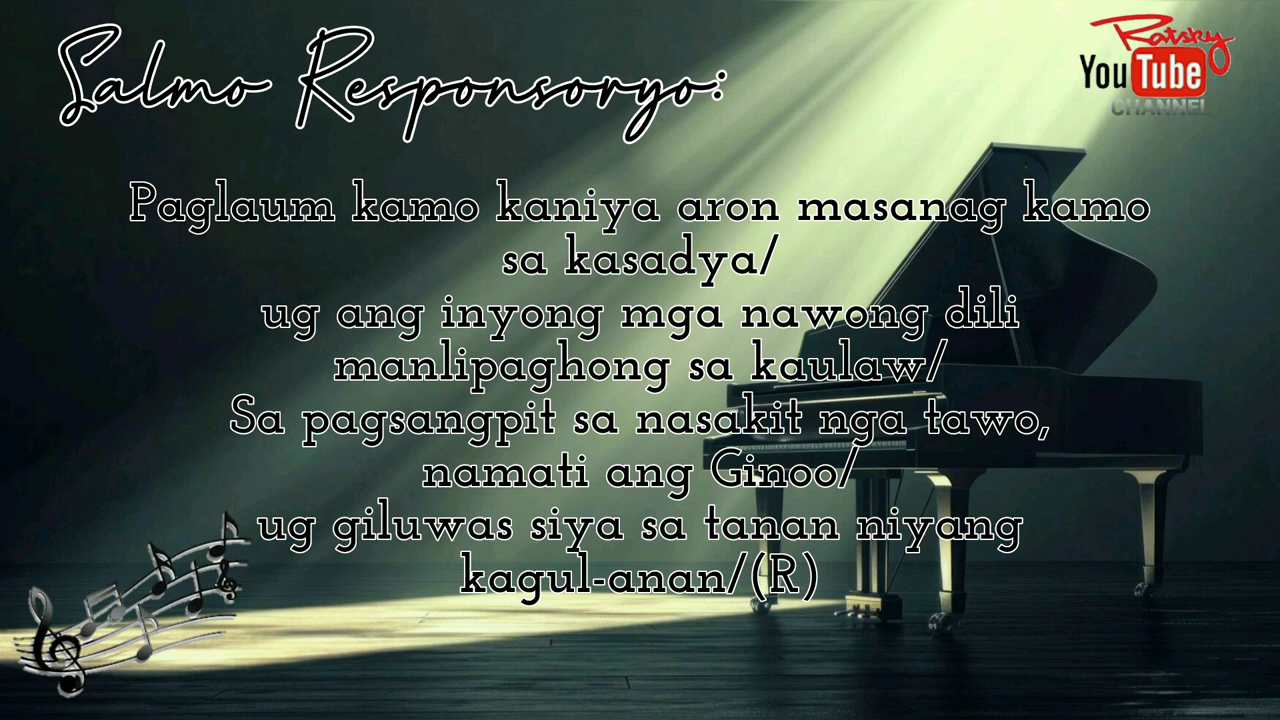 Salmo Responsoryo:
Ratsky
YouTube
CHANNEL
Paglaum kamo kaniya aron masanag kamo
sa kasadya/
ug ang inyong mga nawong dili
manlipaghong sa kaulaw/
Sa pagsangpit sa nasakit nga tawo,
namati ang Ginoo/
ug giluwas siya sa tanan niyang
kagul-anan/(R)